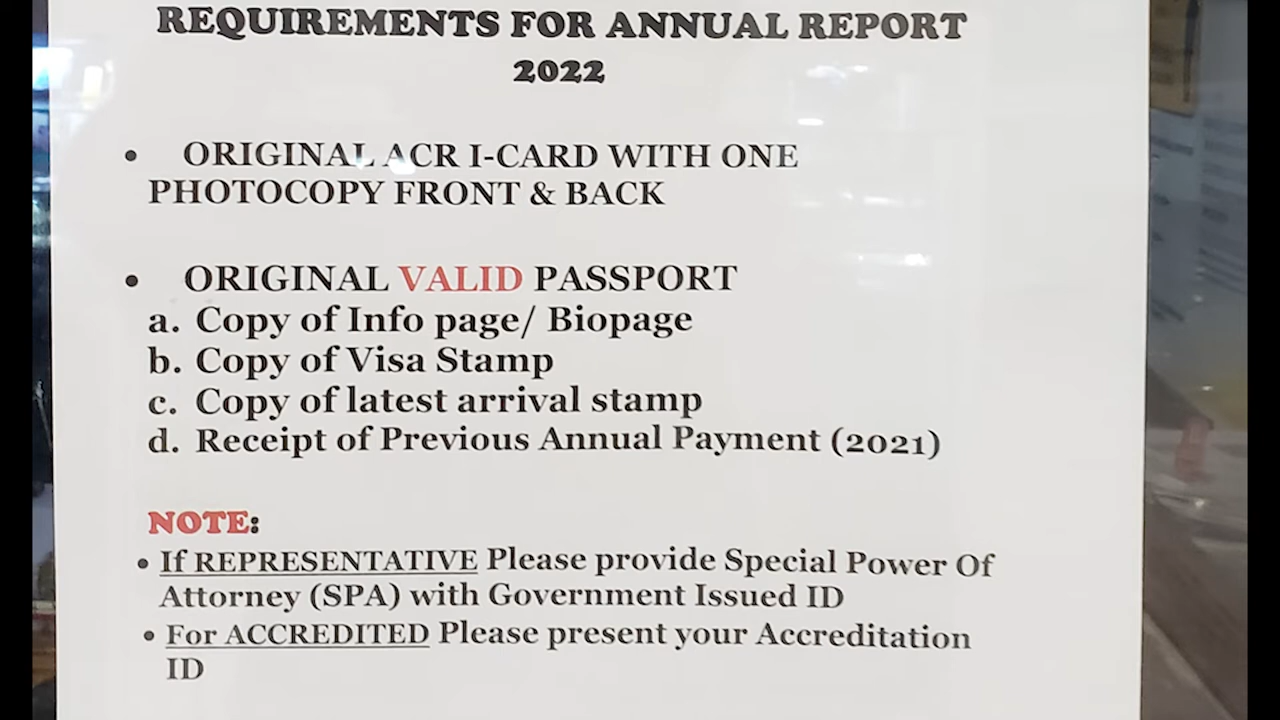 REQUIREMENTS FOR ANNUAL REPORT
2022
• ORIGINAL ACR I-CARD WITH ONE
PHOTOCOPY FRONT & BACK
• ORIGINAL VALID PASSPORT
a. Copy of Info page/ Biopage
b. Copy of Visa Stamp
c. Copy of latest arrival stamp
d. Receipt of Previous Annual Payment (2021)
NOTE:
• If REPRESENTATIVE Please provide Special Power Of
Attorney (SPA) with Government Issued ID
• For ACCREDITED Please present your Accreditation
ID